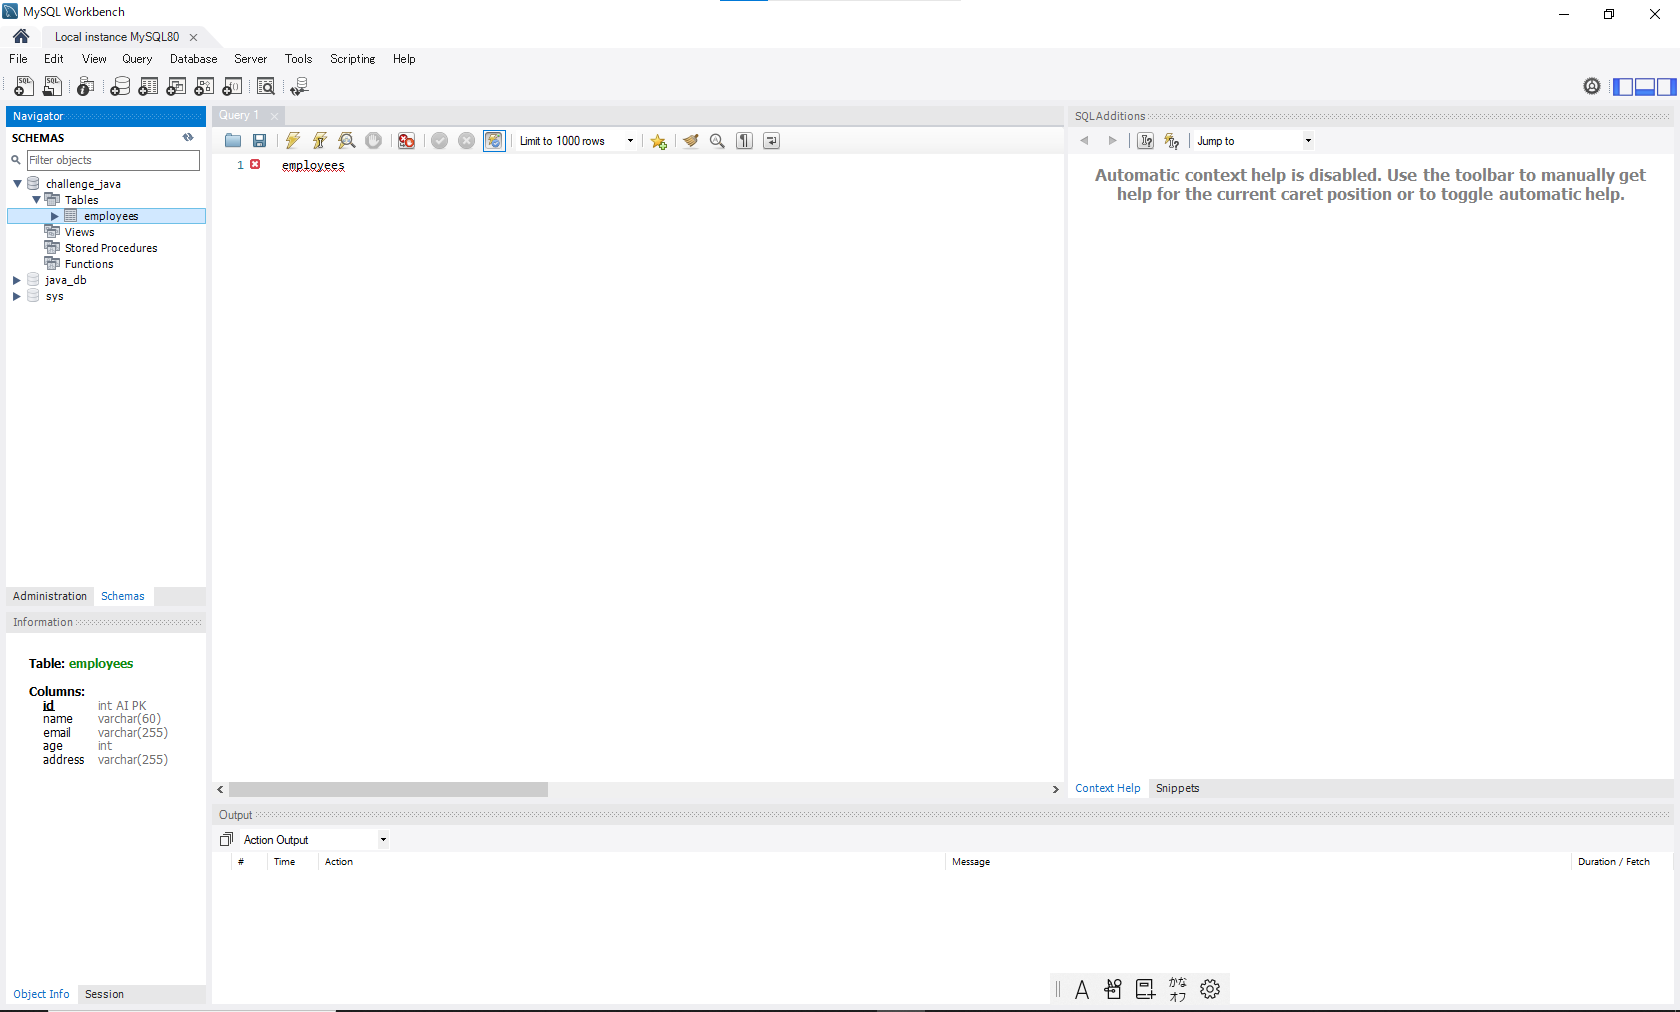 MySQL Workbench
Local instance MySQL80
File Edit View Query Database Server Tools Scripting Help
Navigator
SCHEMAS
Filter objects
challenge_java
Tables
employees
Views
Stored Procedures
Functions
java_db
sys
Administration Schemas
Information
Table: employees
Columns:
id int AI PK
name varchar(60)
email varchar(255)
age int
address varchar(255)
Object Info Session
Query 1
Limit to 1000 rows
1 employees
SQLAdditions
Jump to
Automatic context help is disabled. Use the toolbar to manually get
help for the current caret position or to toggle automatic help.
Context Help Snippets
Output
Action Output
# Time Action Message Duration / Fetch
A
かな
オフ